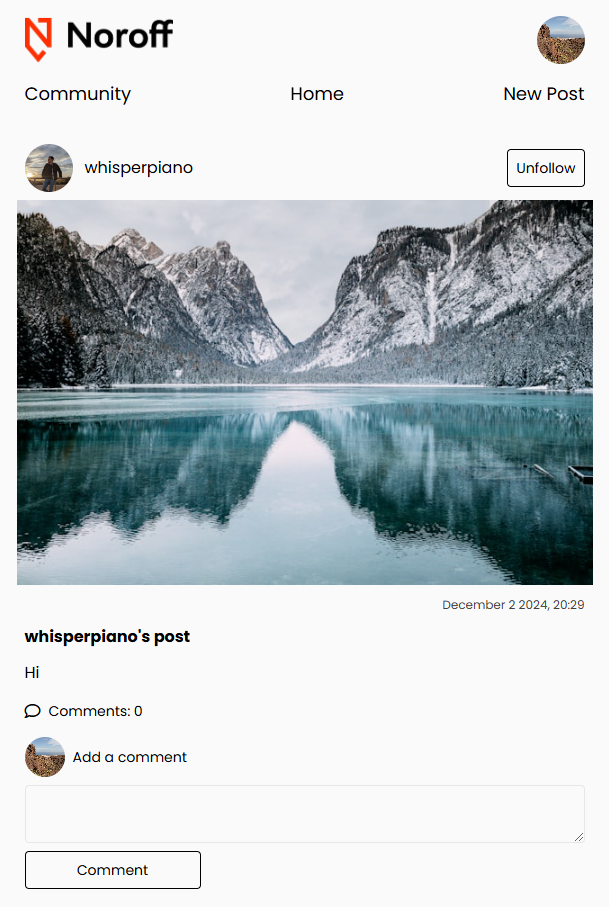 Noroff
Community Home New Post
whisperpiano Unfollow
December 2 2024, 20:29
whisperpiano's post
Hi
Comments: 0
Add a comment
Comment